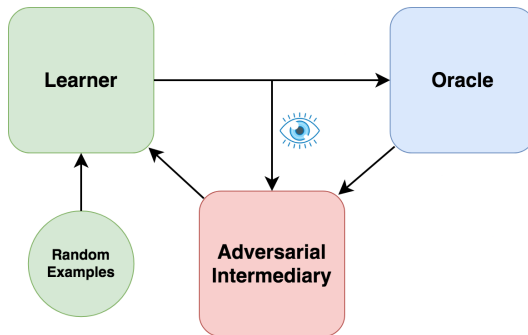 Learner
Oracle
Random
Examples
Adversarial
Intermediary